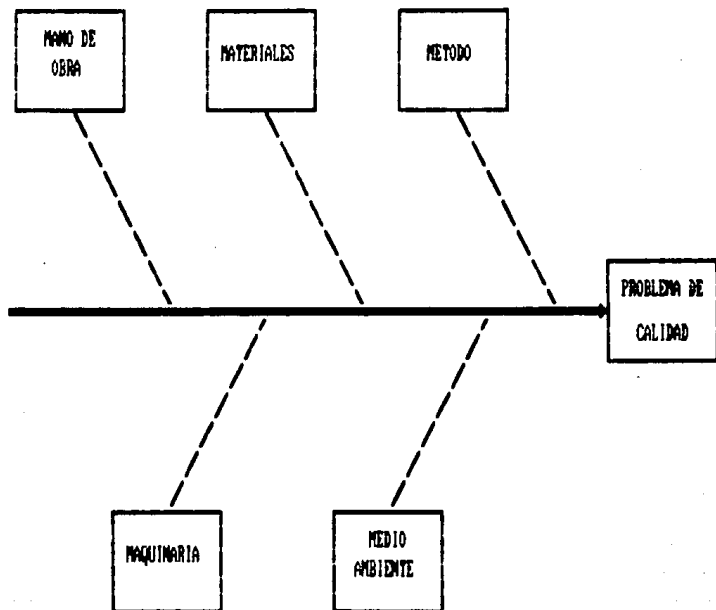 MANO DE
OBRA
MATERIALES
METODO
PROBLEMA DE
CALIDAD
MAQUINARIA
MEDIO
AMBIENTE